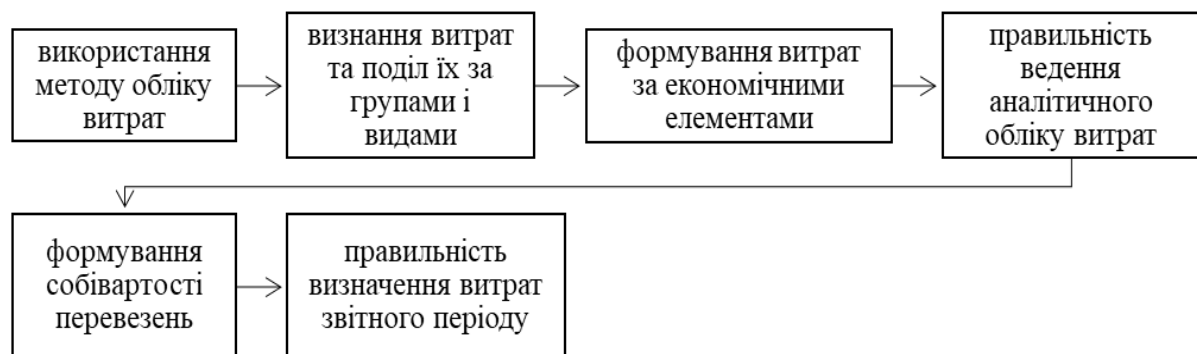 використання
методу обліку
витрат
визнання витрат
та поділ їх за
групами і
видами
формування витрат
за економічними
елементами
правильність
ведення
аналітичного
обліку витрат
формування
собівартості
перевезень
правильність
визначення витрат
звітного періоду